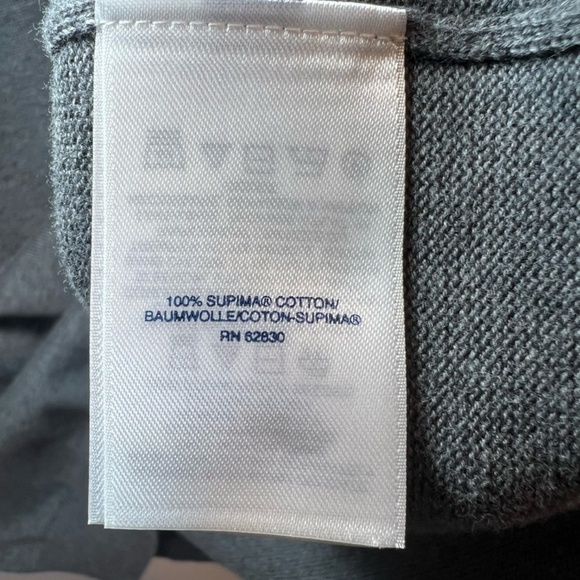 100% SUPIMA® COTTON/
BAUMWOLLE/COTON-SUPIMA®
RN 62830